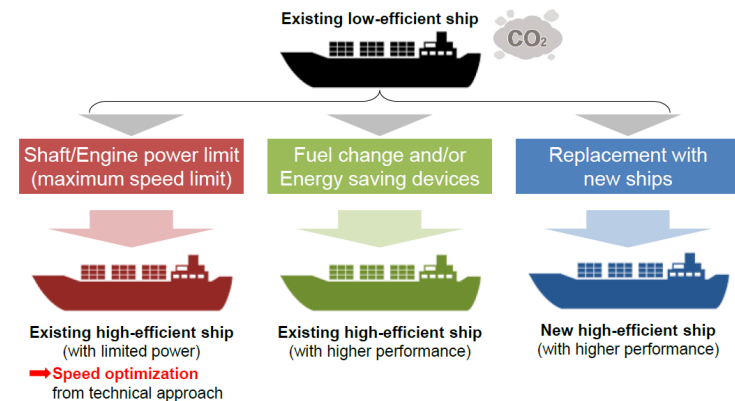 Existing low-efficient ship
CO₂
Shaft/Engine power limit
(maximum speed limit)
Fuel change and/or
Energy saving devices
Replacement with
new ships
Existing high-efficient ship
(with limited power)
Speed optimization
from technical approach
Existing high-efficient ship
(with higher performance)
New high-efficient ship
(with higher performance)